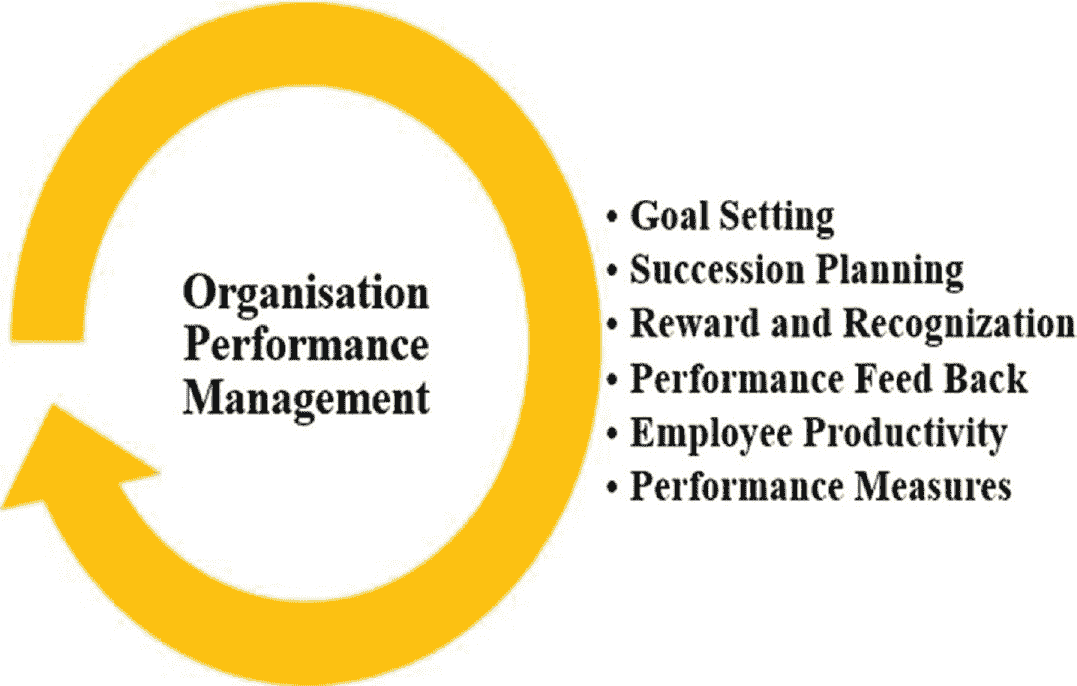 Organisation
Performance
Management
• Goal Setting
• Succession Planning
• Reward and Recognization
• Performance Feed Back
• Employee Productivity
• Performance Measures